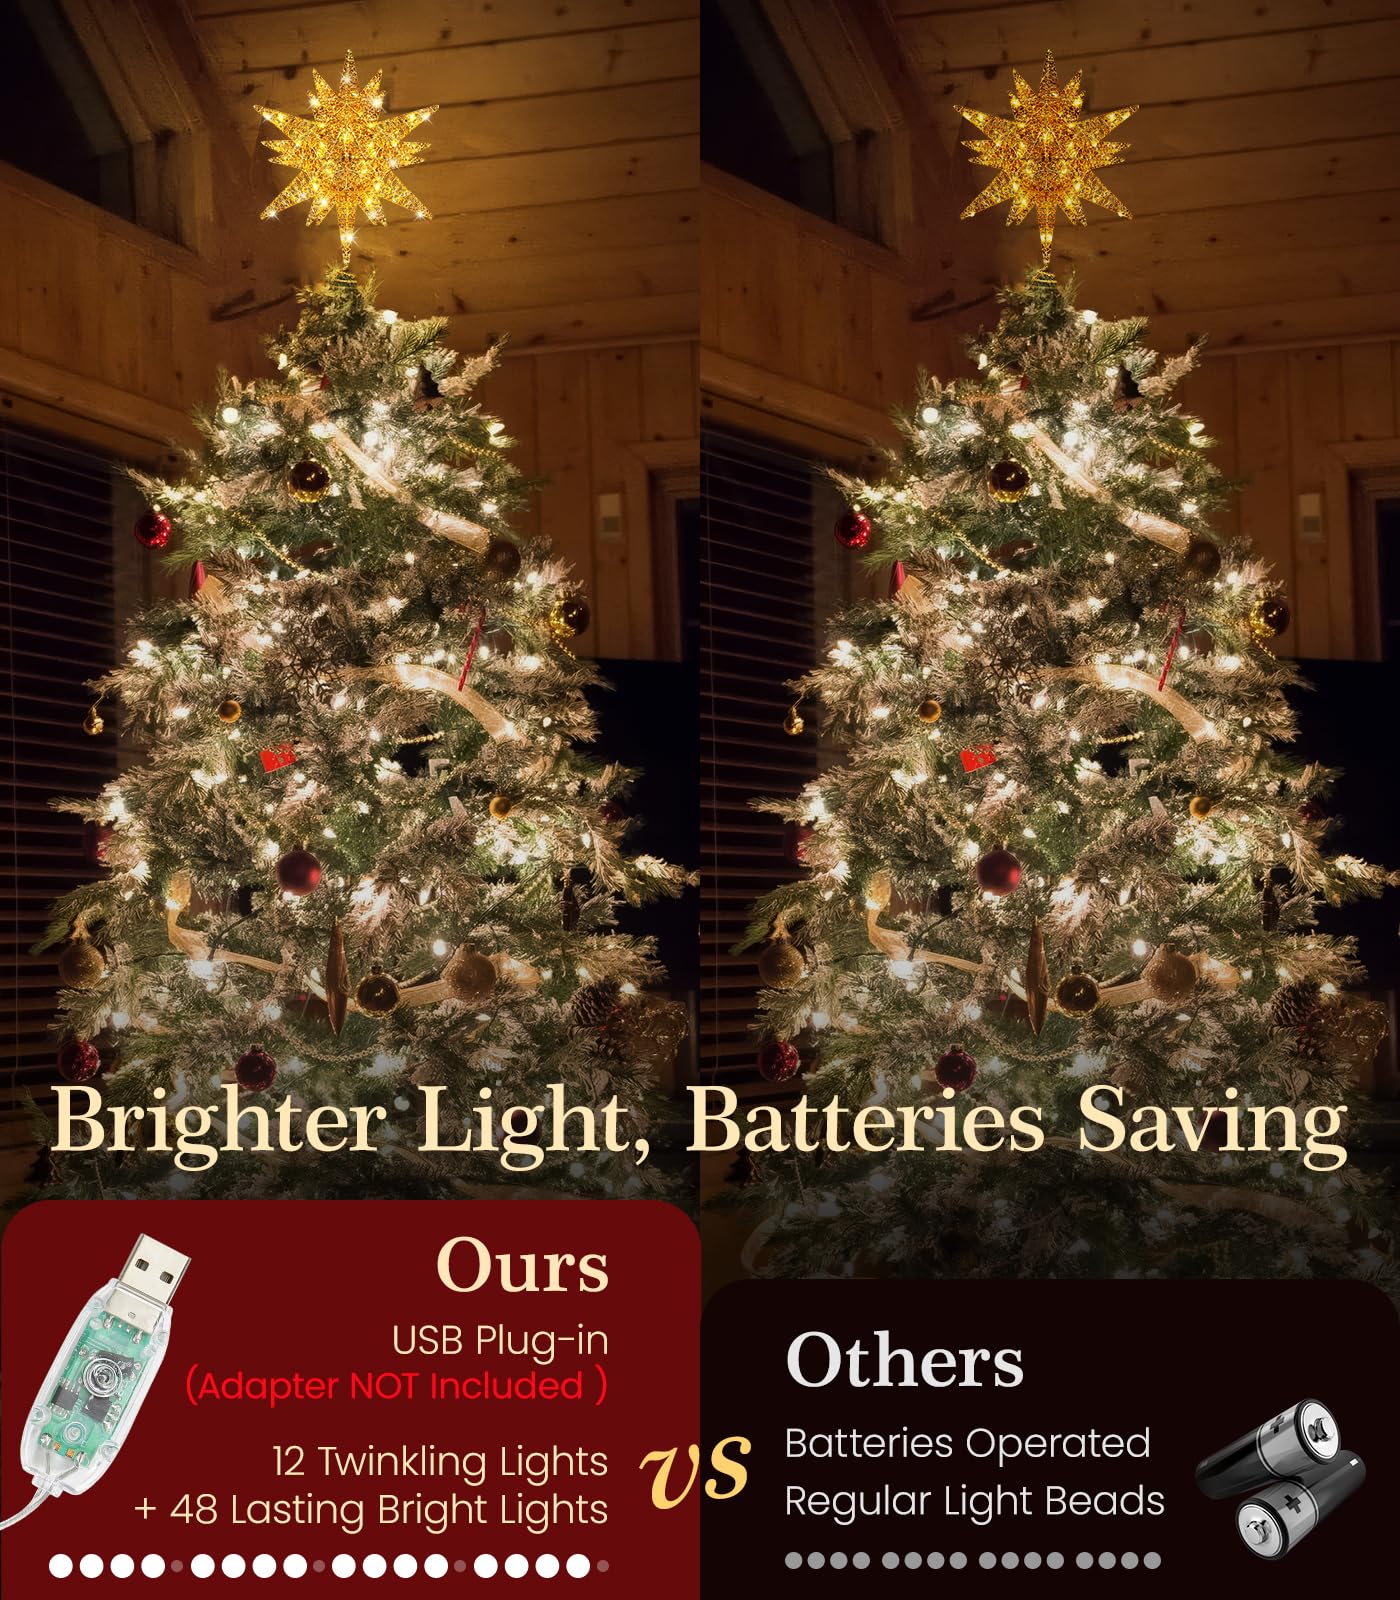 Brighter Light, Batteries Saving
Ours
USB Plug-in
(Adapter NOT Included )
12 Twinkling Lights
+ 48 Lasting Bright Lights
vs
Others
Batteries Operated
Regular Light Beads